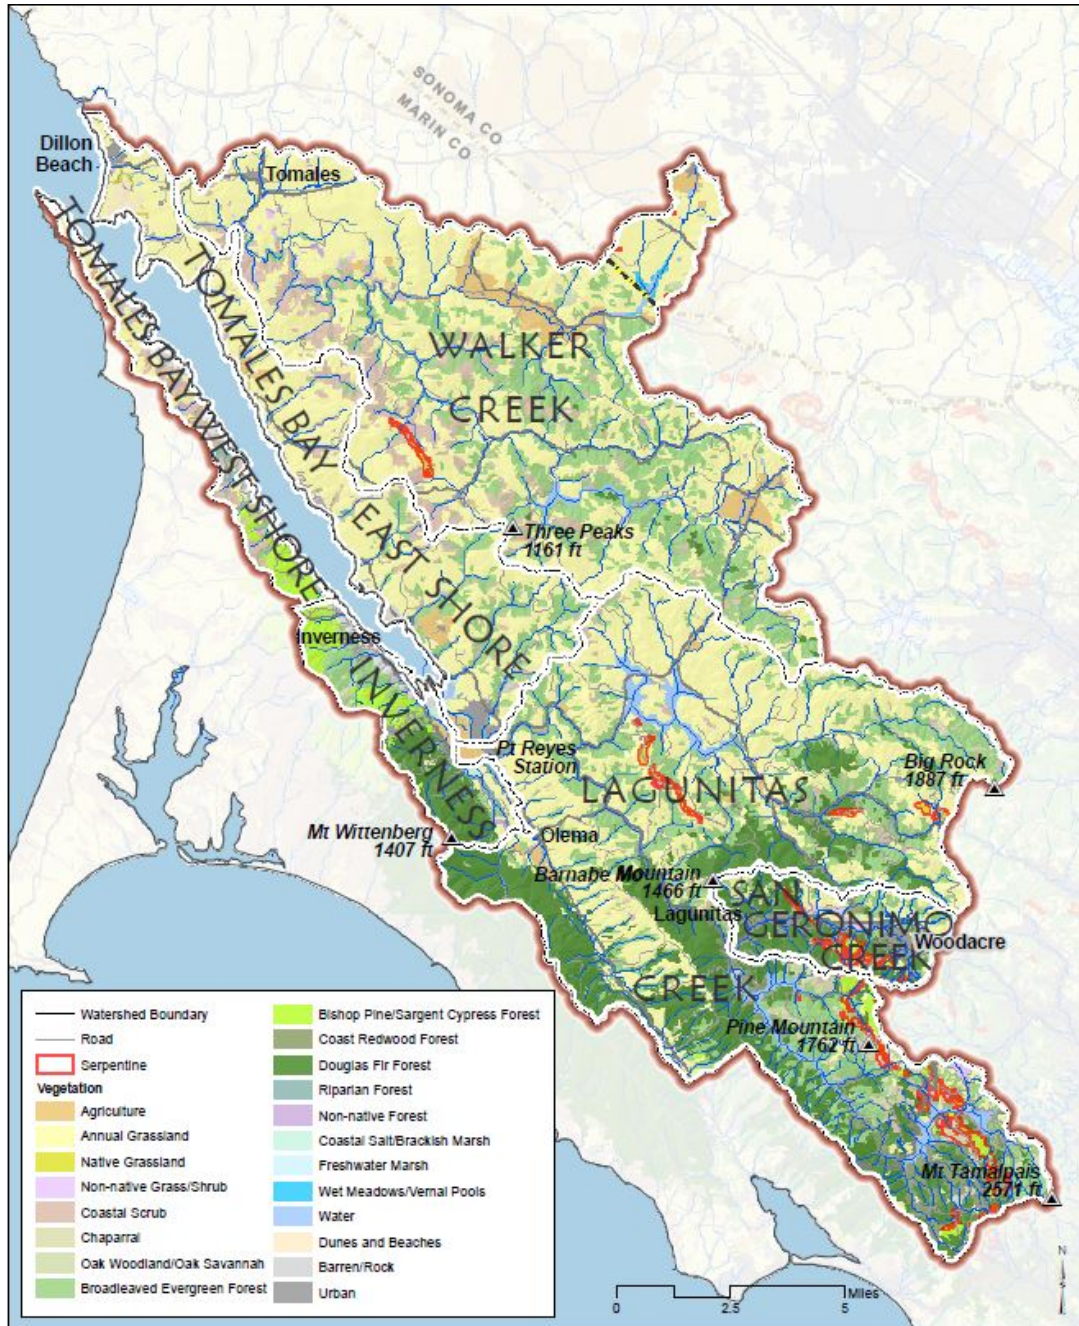 SONOMA CO
MARIN CO
Dillon
Beach
Tomales
TOMALES BAY WEST SHORE
TOMALES BAY
EAST SHORE
WALKER
CREEK
Three Peaks
1161 ft
Inverness
INVERNESS
Pt Reyes
Station
LAGUNITAS
CREEK
Big Rock
1887 ft
Mt Wittenberg
1407 ft
Olema
Barnabe Mountain
1466 ft
SAN
GERONIMO
CREEK
Lagunitas
Woodacre
Pine Mountain
1762 ft
Mt Tamalpais
2571 ft
Watershed Boundary
Road
Serpentine
Vegetation
Agriculture
Annual Grassland
Native Grassland
Non-native Grass/Shrub
Coastal Scrub
Chaparral
Oak Woodland/Oak Savannah
Broadleaved Evergreen Forest
Bishop Pine/Sargent Cypress Forest
Coast Redwood Forest
Douglas Fir Forest
Riparian Forest
Non-native Forest
Coastal Salt/Brackish Marsh
Freshwater Marsh
Wet Meadows/Vernal Pools
Water
Dunes and Beaches
Barren/Rock
Urban
Miles
0 2.5 5
N
S